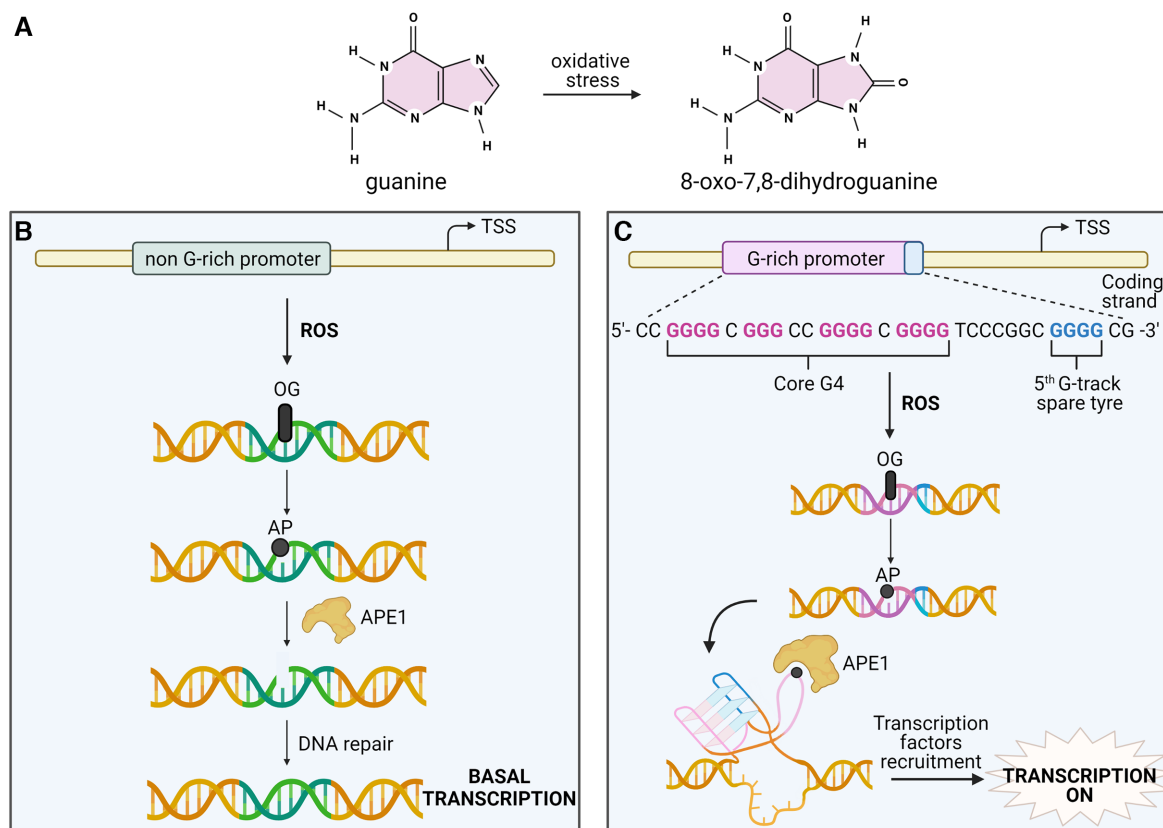 A
O
H
N
N
H
N
N
N
H
H
guanine
oxidative
stress
O
H
H
N
N
O
H
N
N
N
H
H
8-oxo-7,8-dihydroguanine
B
TSS
non G-rich promoter
ROS
OG
AP
APE1
DNA repair
BASAL
TRANSCRIPTION
C
TSS
G-rich promoter
Coding
strand
5'- CC GGGG C GGG CC GGGG C GGGG TCCCGGC GGGG CG -3'
Core G4
5th G-track
spare tyre
ROS
OG
AP
APE1
Transcription
factors
recruitment
TRANSCRIPTION
ON